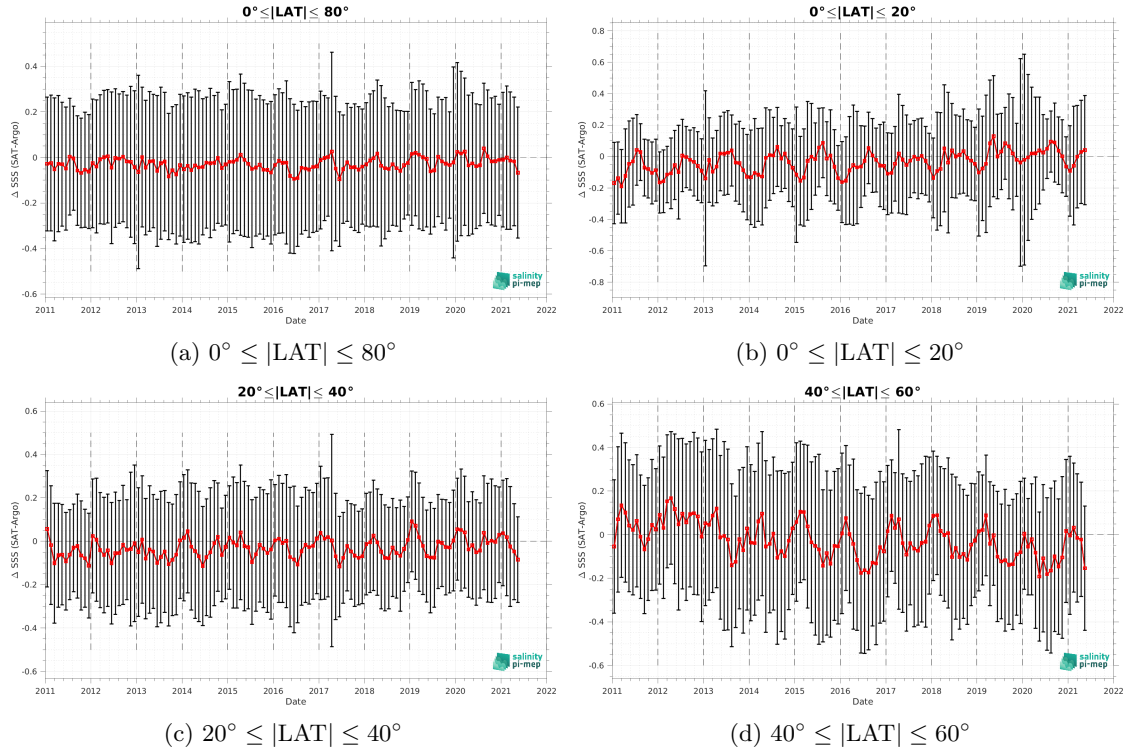 0°≤|LAT|≤ 80°
Δ SSS (SAT-Argo)
0.4
0.2
0
-0.2
-0.4
-0.6
2011 2012 2013 2014 2015 2016 2017 2018 2019 2020 2021 2022
Date
salinity
pi-mep
(a) 0° ≤ |LAT| ≤ 80°
0°≤|LAT|≤ 20°
Δ SSS (SAT-Argo)
0.8
0.6
0.4
0.2
0
-0.2
-0.4
-0.6
-0.8
2011 2012 2013 2014 2015 2016 2017 2018 2019 2020 2021 2022
Date
salinity
pi-mep
(b) 0° ≤ |LAT| ≤ 20°
20°≤|LAT|≤ 40°
Δ SSS (SAT-Argo)
0.6
0.4
0.2
0
-0.2
-0.4
-0.6
2011 2012 2013 2014 2015 2016 2017 2018 2019 2020 2021 2022
Date
salinity
pi-mep
(c) 20° ≤ |LAT| ≤ 40°
40°≤|LAT|≤ 60°
Δ SSS (SAT-Argo)
0.6
0.4
0.2
0
-0.2
-0.4
-0.6
2011 2012 2013 2014 2015 2016 2017 2018 2019 2020 2021 2022
Date
salinity
pi-mep
(d) 40° ≤ |LAT| ≤ 60°